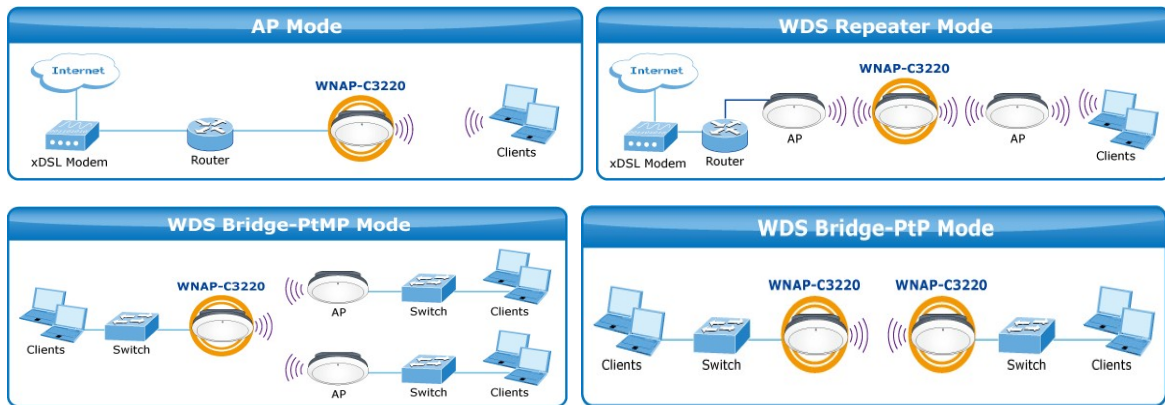 AP Mode
Internet
WNAP-C3220
xDSL Modem
Router
Clients
WDS Repeater Mode
Internet
WNAP-C3220
AP
AP
xDSL Modem
Router
Clients
WDS Bridge-PtMP Mode
WNAP-C3220
AP
Switch
Clients
Clients
Switch
AP
Switch
Clients
WDS Bridge-PtP Mode
WNAP-C3220
WNAP-C3220
Clients
Switch
Switch
Clients